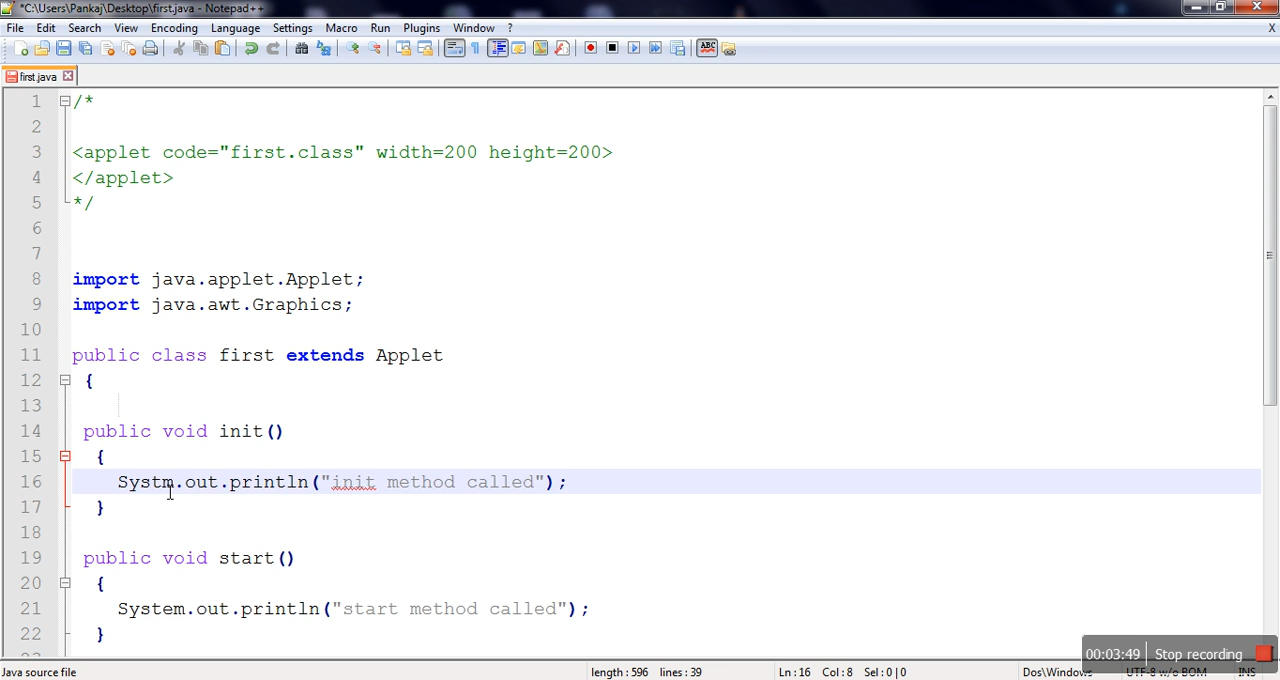 *C:\Users\Pankaj\Desktop\first.java - Notepad++
File Edit Search View Encoding Language Settings Macro Run Plugins Window ? X
ABC
first.java
1 /*
2
3 <applet code="first.class" width=200 height=200>
4 </applet>
5 */
6
7
8 import java.applet.Applet;
9 import java.awt.Graphics;
10
11 public class first extends Applet
12 {
13
14 public void init()
15 {
16 Systm.out.println("init method called");
17 }
18
19 public void start()
20 {
21 System.out.println("start method called");
22 }
00:03:49 Stop recording
Java source file length : 596 lines : 39 Ln : 16 Col : 8 Sel : 0 | 0 Dos\Windows UTF-8 w/o BOM INS